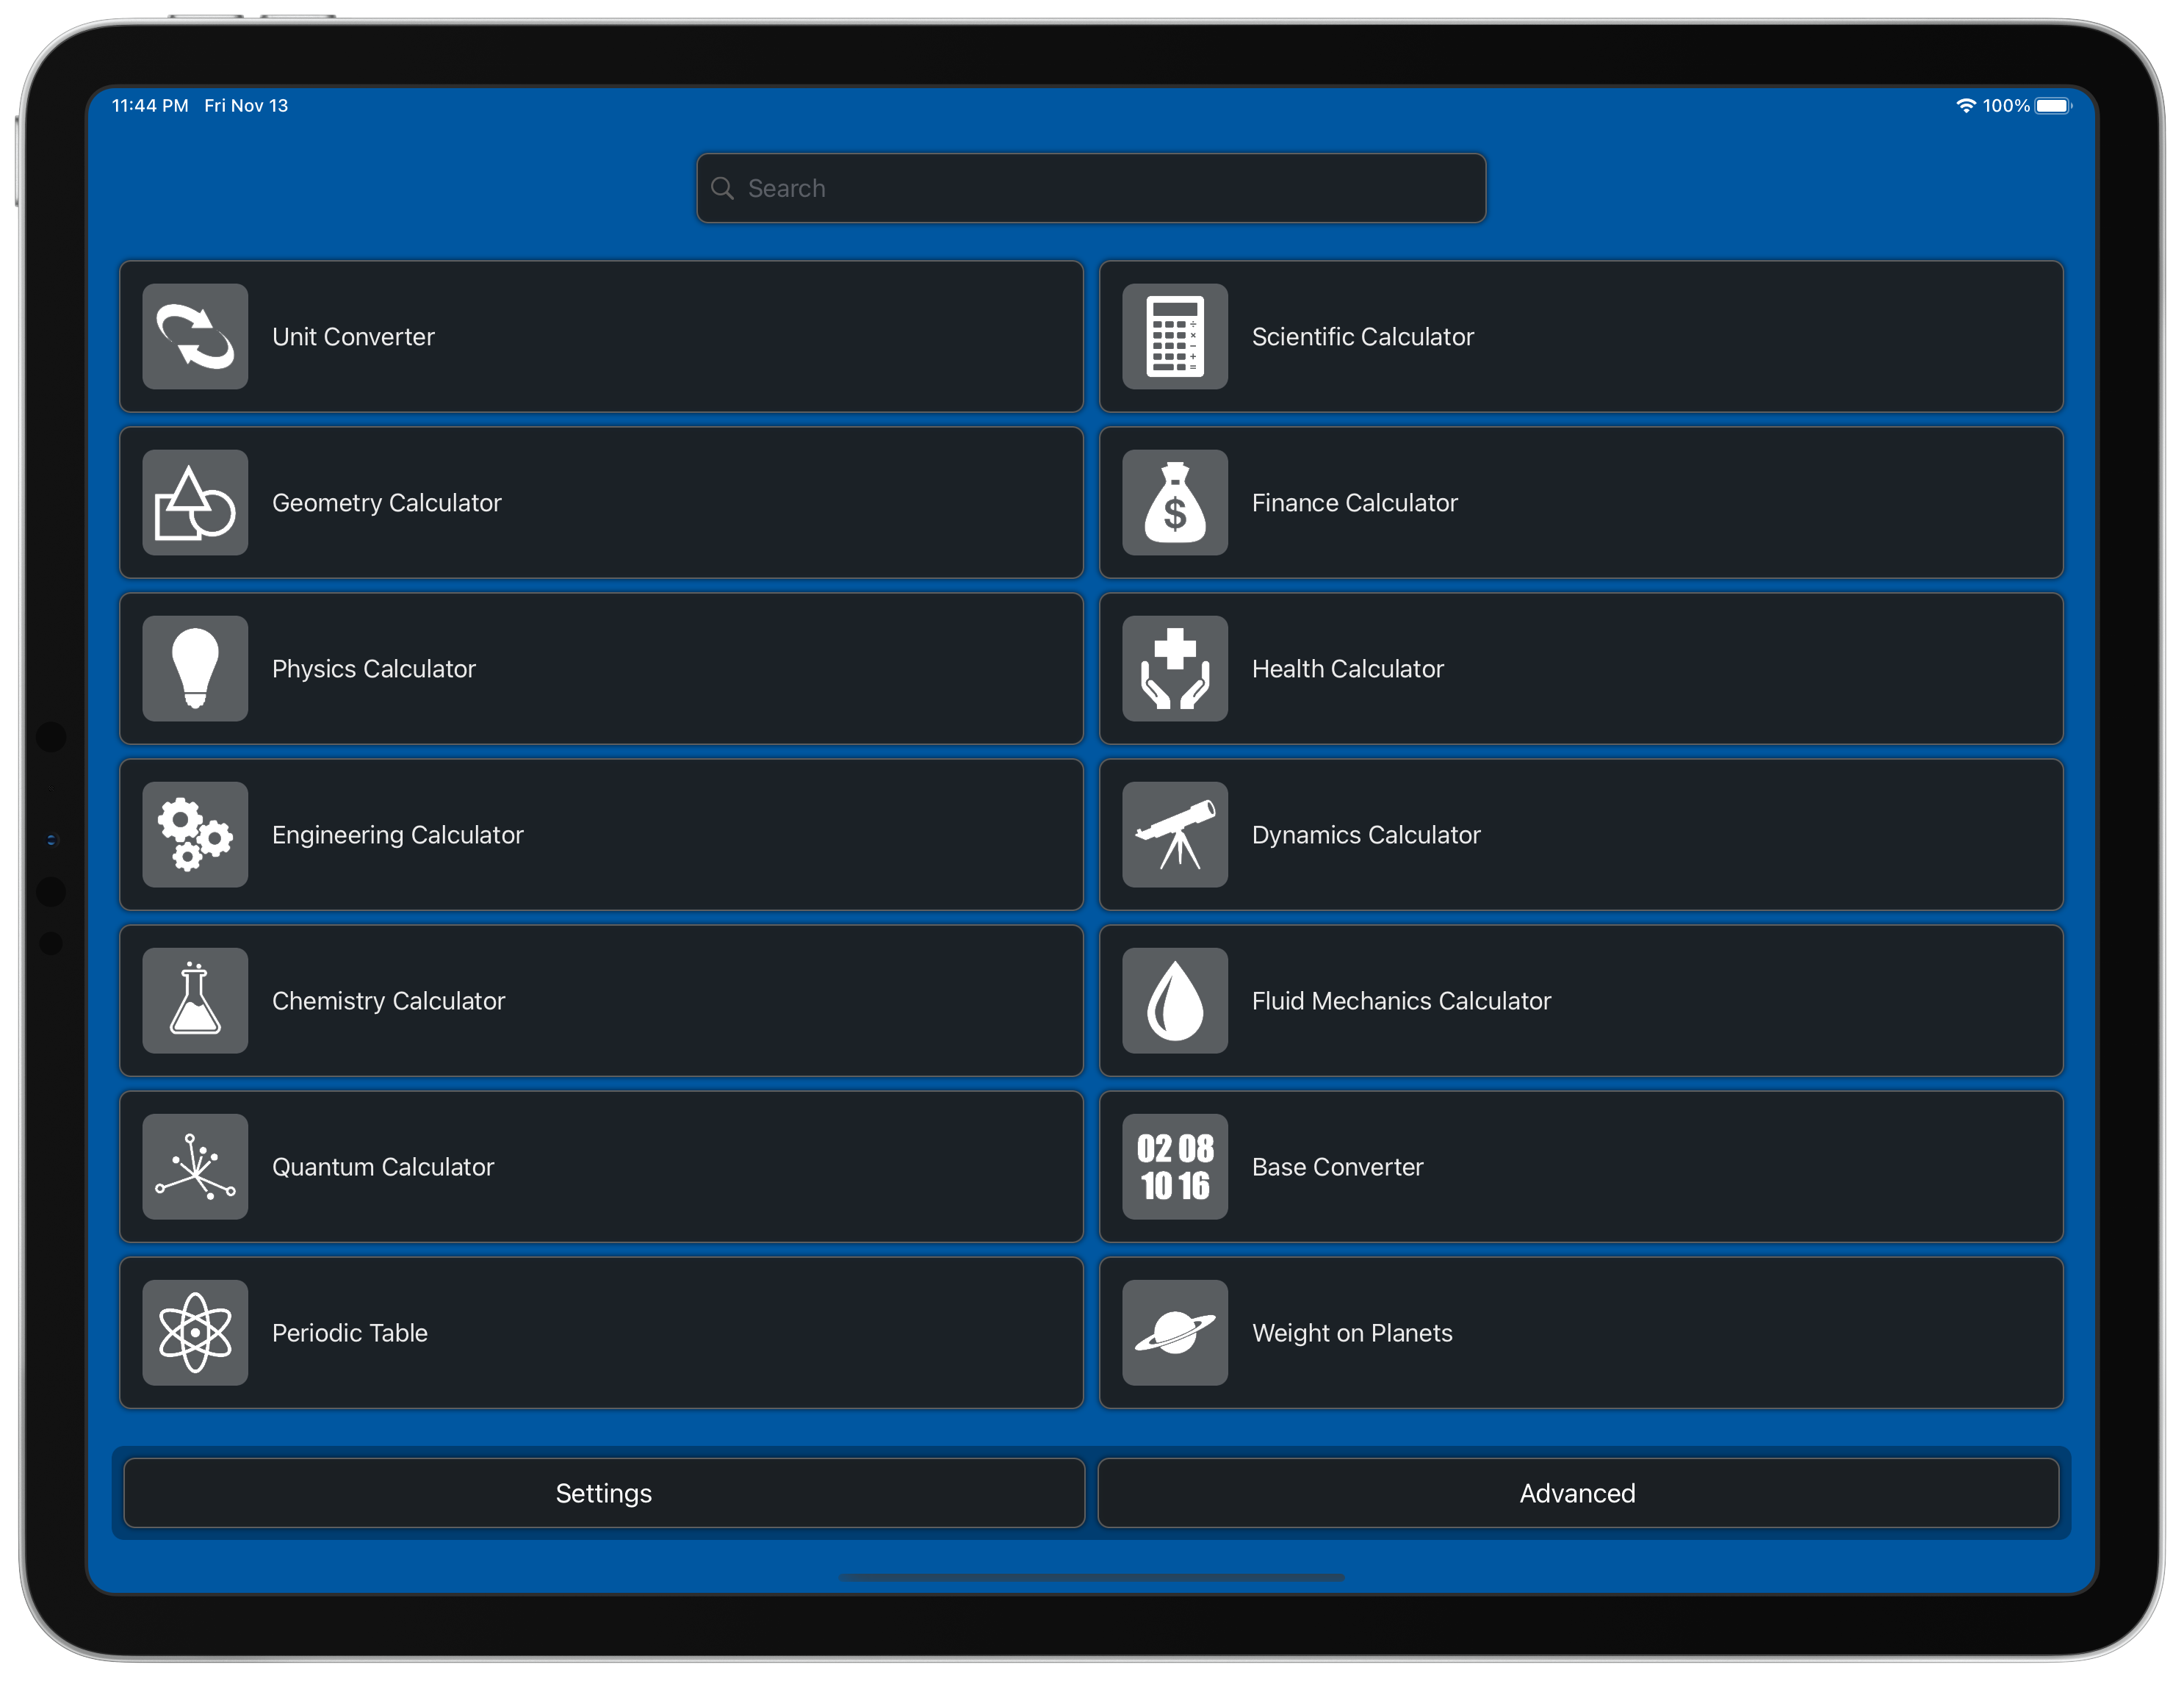 11:44 PM Fri Nov 13 100%
Search
Unit Converter
Scientific Calculator
Geometry Calculator
$
Finance Calculator
Physics Calculator
Health Calculator
Engineering Calculator
Dynamics Calculator
Chemistry Calculator
Fluid Mechanics Calculator
Quantum Calculator
02 08
10 16
Base Converter
Periodic Table
Weight on Planets
Settings
Advanced